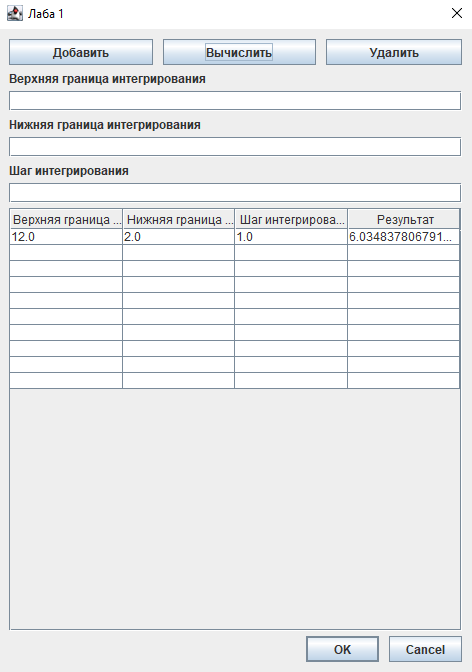 Лаба 1
Добавить Вычислить Удалить
Верхняя граница интегрирования
Нижняя граница интегрирования
Шаг интегрирования
Верхняя граница ... Нижняя граница ... Шаг интегрирова... Результат
12.0 2.0 1.0 6.034837806791...
OK Cancel